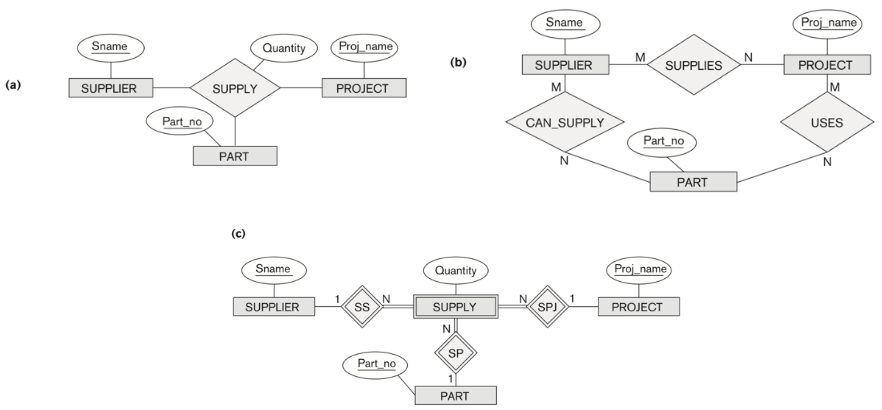 (a)
Sname
Quantity
Proj_name
SUPPLIER
SUPPLY
PROJECT
Part_no
PART
(b)
Sname
Proj_name
SUPPLIER
M
SUPPLIES
N
PROJECT
M
M
CAN_SUPPLY
USES
Part_no
N
N
PART
(c)
Sname
Quantity
Proj_name
SUPPLIER
1
SS
N
SUPPLY
N
SPJ
1
PROJECT
N
SP
Part_no
1
PART